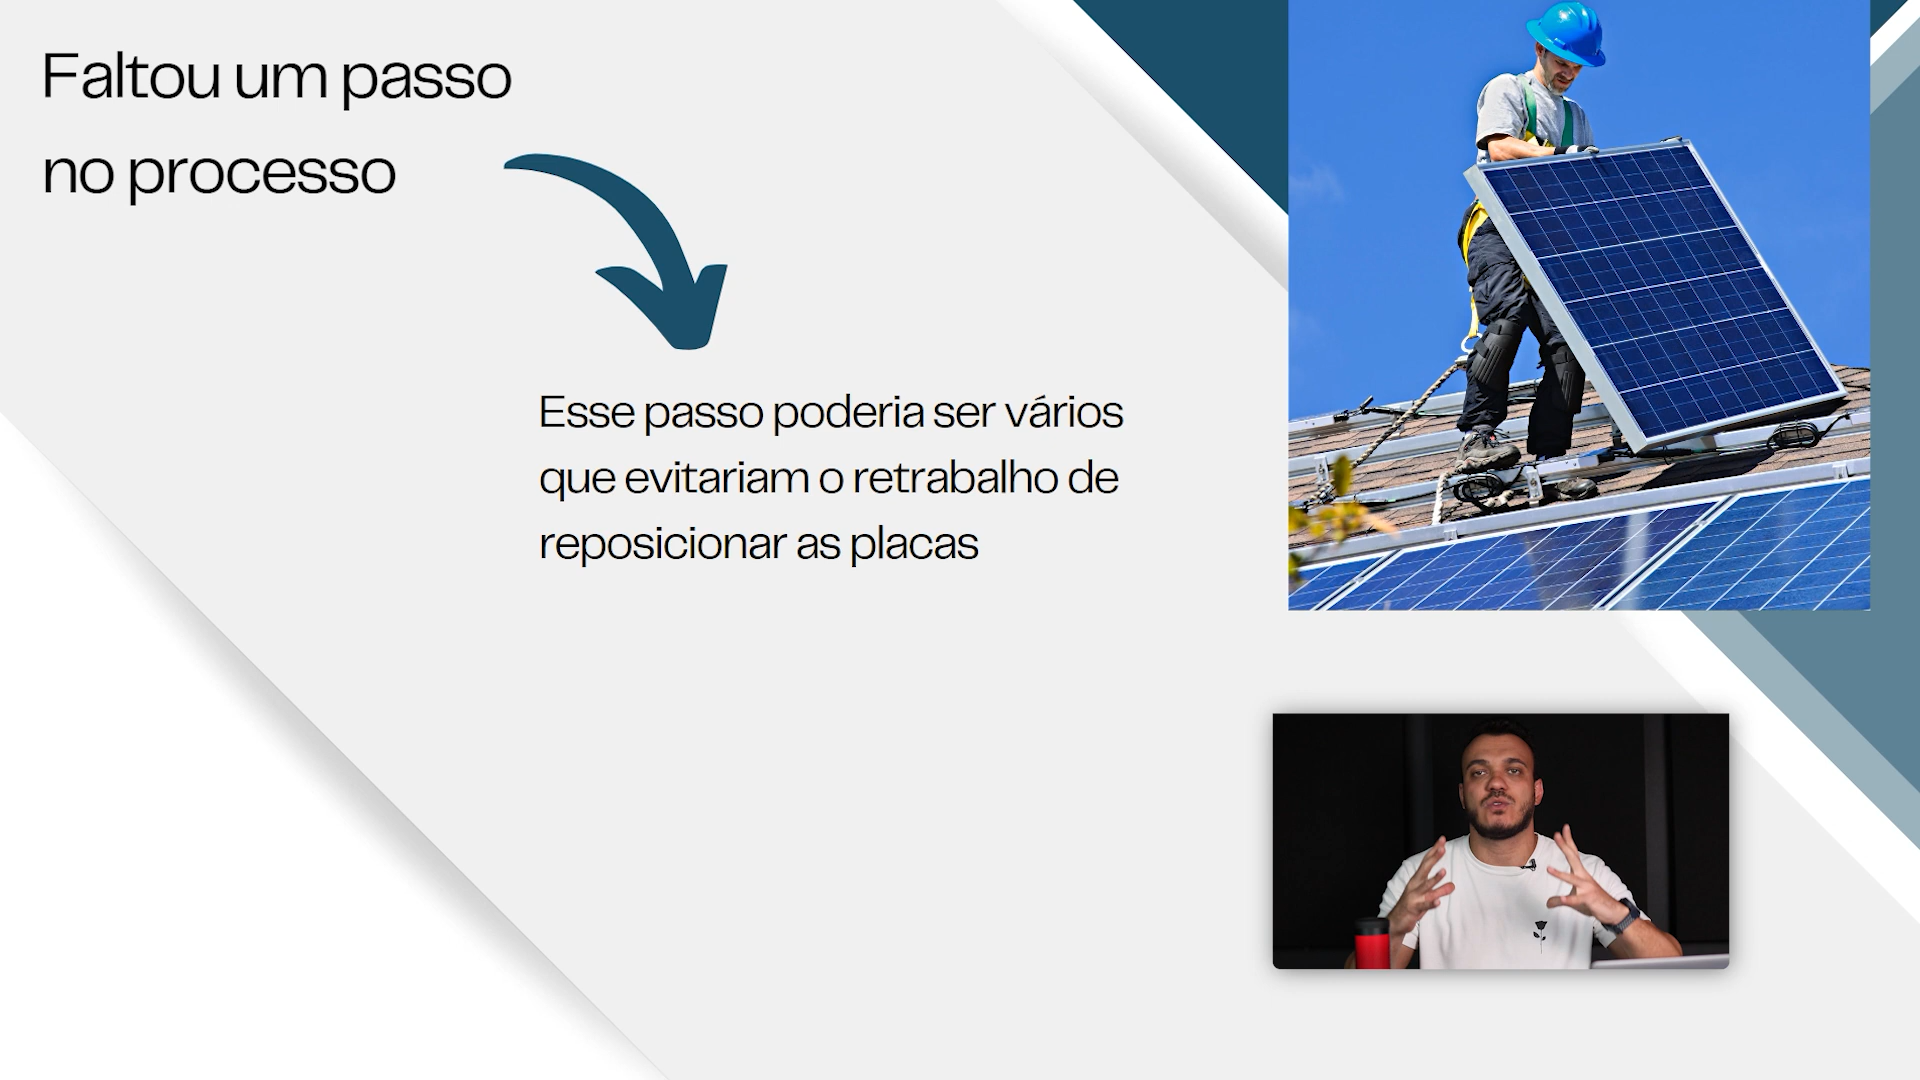 Faltou um passo
no processo
Esse passo poderia ser vários
que evitariam o retrabalho de
reposicionar as placas